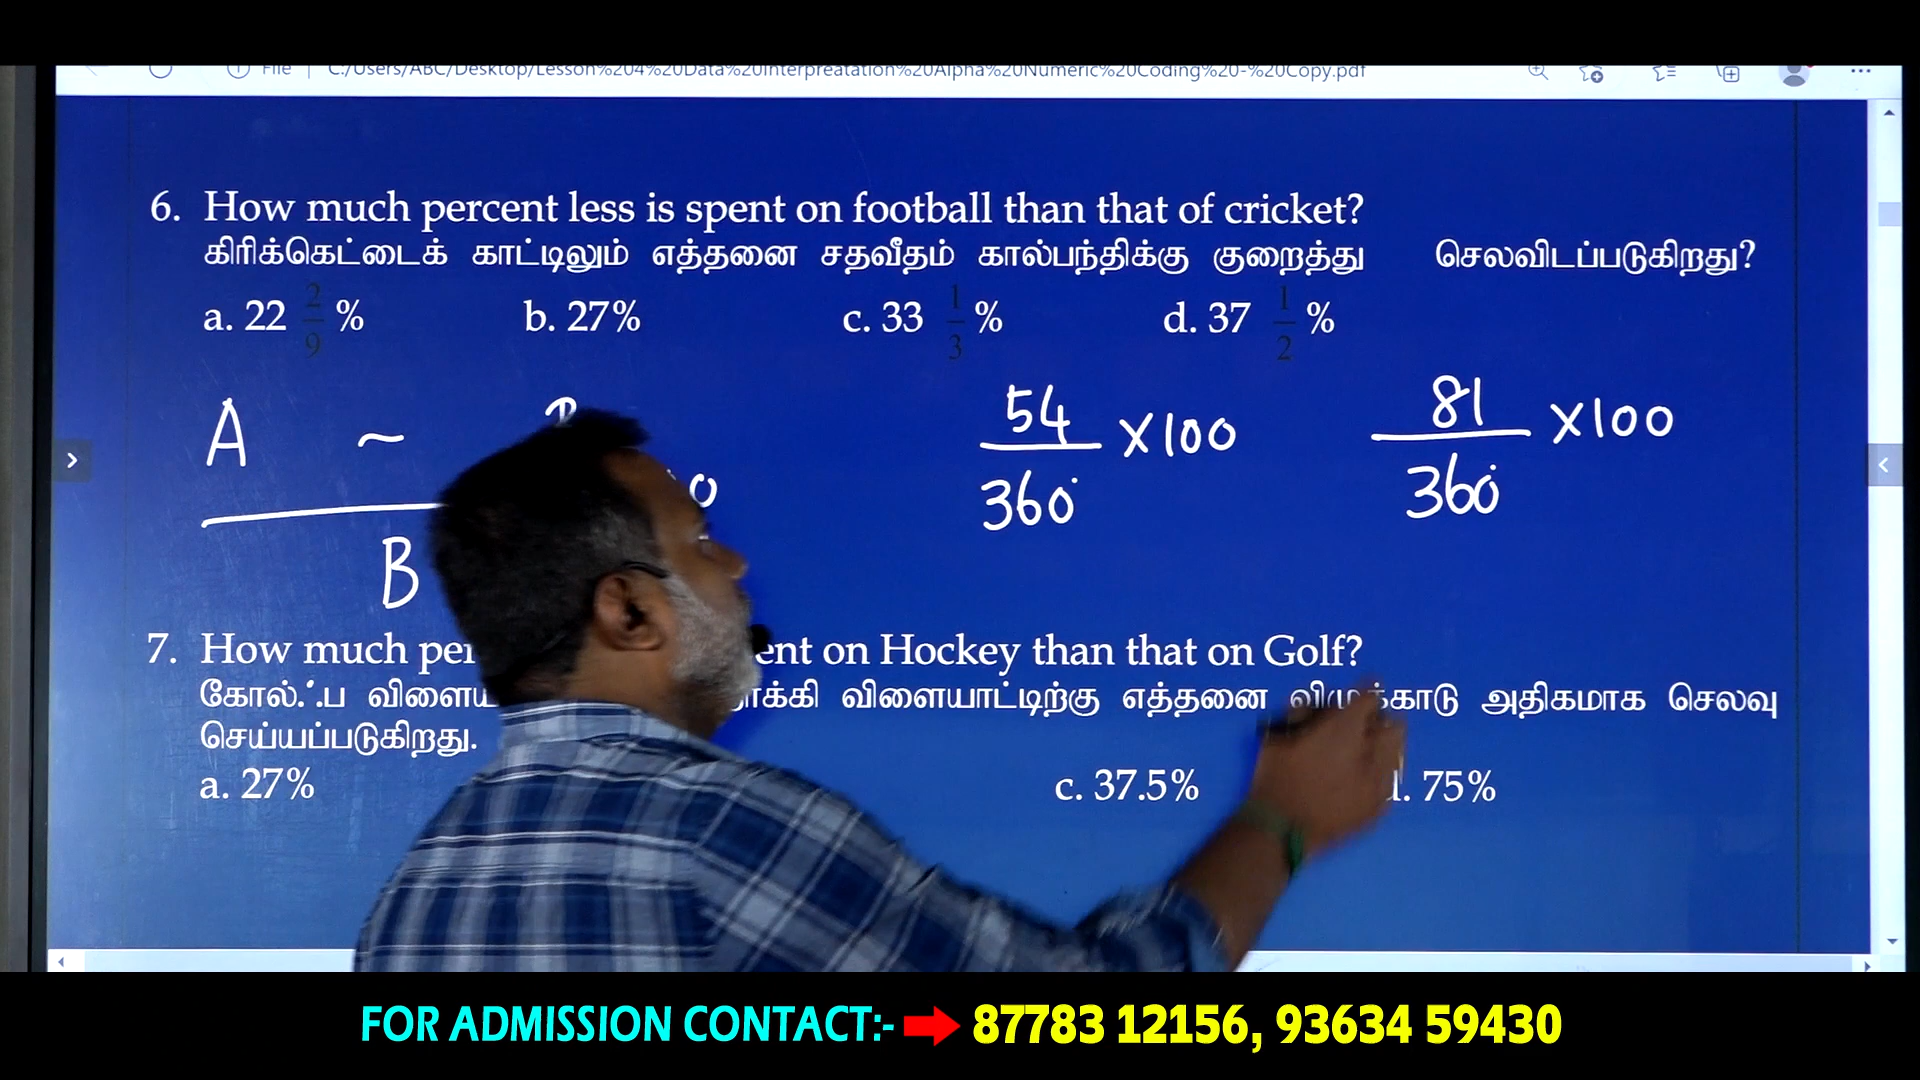 File | C:/Users/ABC/Desktop/Lesson%204%20Data%20Interpreatation%20Alpha%20Numeric%20Coding%20-%20Copy.pdf
6. How much percent less is spent on football than that of cricket?
கிரிக்கெட்டைக் காட்டிலும் எத்தனை சதவீதம் கால்பந்திக்கு குறைத்து செலவிடப்படுகிறது?
a. 22 2/9 % b. 27% c. 33 1/3 % d. 37 1/2 %
A ~
B
54/360° ×100 81/360° ×100
7. How much on Hockey than that on Golf?
கோல்ஃப விளையாட்டிற்கு எத்தனை விழுக்காடு அதிகமாக செலவு
செய்யப்படுகிறது.
a. 27% c. 37.5% d. 75%
FOR ADMISSION CONTACT:- 87783 12156, 93634 59430